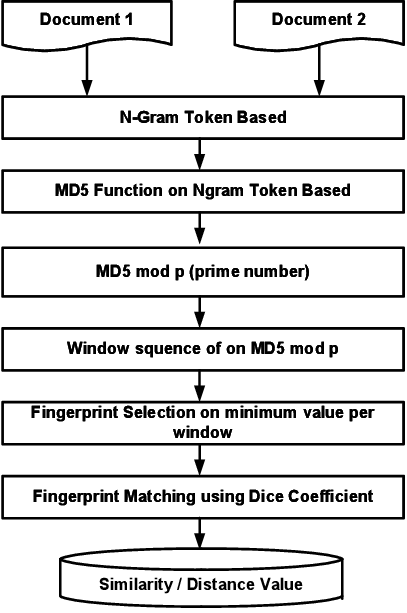 Document 1
Document 2
N-Gram Token Based
MD5 Function on Ngram Token Based
MD5 mod p (prime number)
Window squence of on MD5 mod p
Fingerprint Selection on minimum value per
window
Fingerprint Matching using Dice Coefficient
Similarity / Distance Value